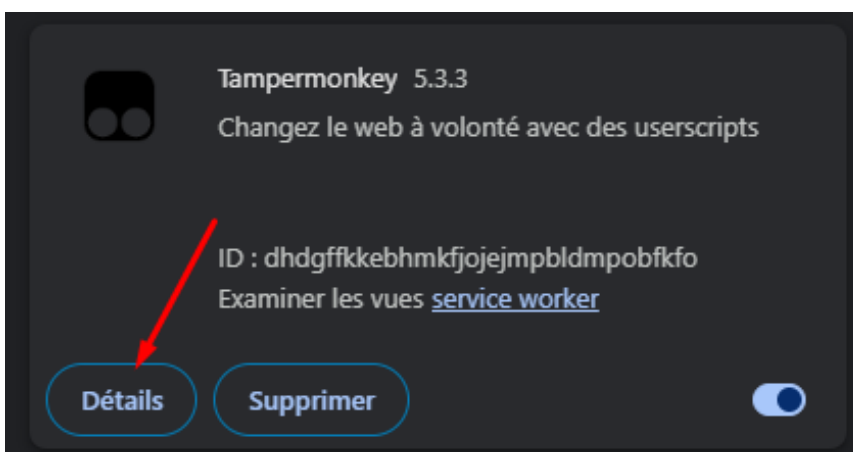 Tampermonkey 5.3.3
Changez le web à volonté avec des userscripts
ID : dhdgffkkebhmkfjojejmpbldmpobfkfo
Examiner les vues service worker
Détails
Supprimer